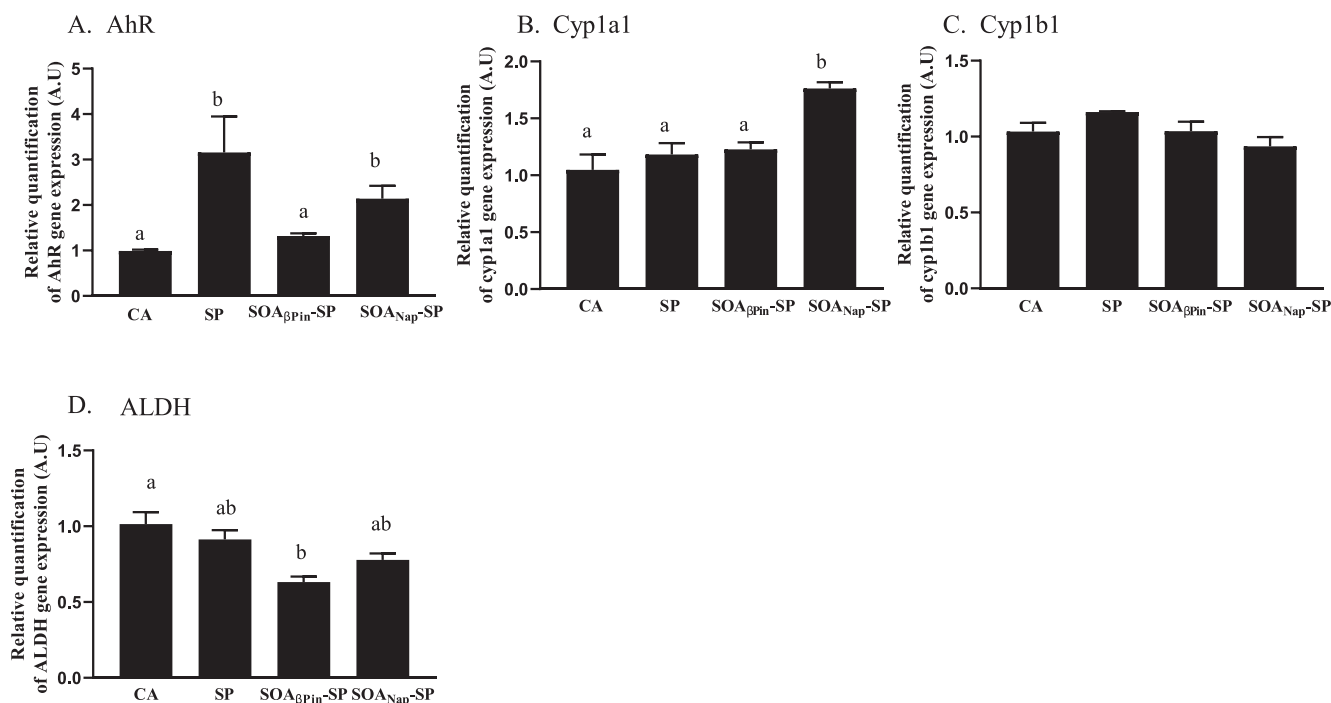 A. AhR
Relative quantification
of AhR gene expression (A.U)
5
4
3
2
1
0
a
b
a
b
CA SP SOAβPin-SP SOANap-SP
B. Cyp1a1
Relative quantification
of cyp1a1 gene expression (A.U)
2.0
1.5
1.0
0.5
0.0
a
a
a
b
CA SP SOAβPin-SP SOANap-SP
C. Cyp1b1
Relative quantification
of cyp1b1 gene expression (A.U)
1.5
1.0
0.5
0.0
CA SP SOAβPin-SP SOANap-SP
D. ALDH
Relative quantification
of ALDH gene expression (A.U)
1.5
1.0
0.5
0.0
a
ab
b
ab
CA SP SOAβPin-SP SOANap-SP